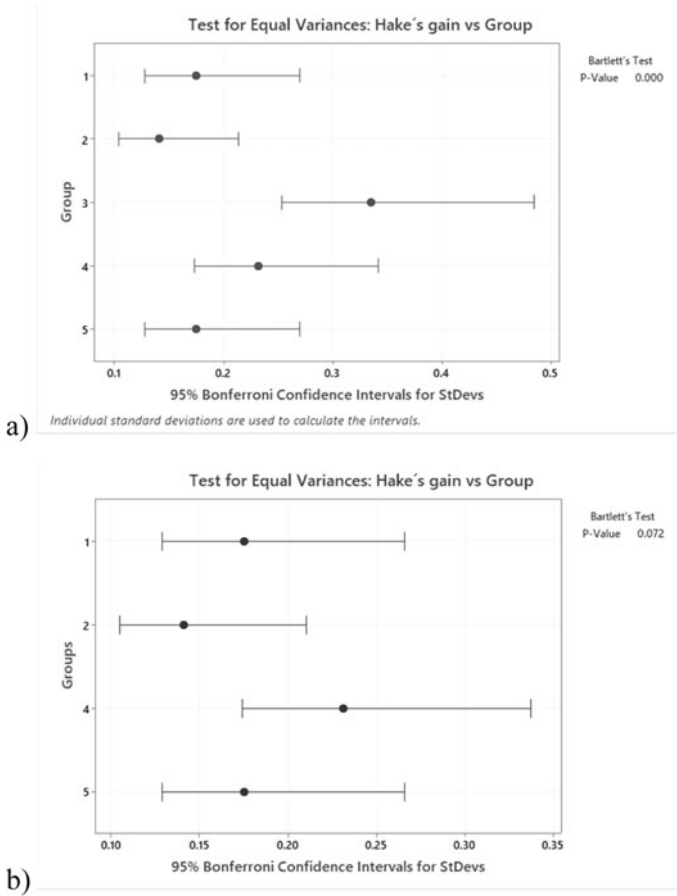 Test for Equal Variances: Hake´s gain vs Group
Bartlett's Test
P-Value 0.000
1
2
3
4
5
Group
0.1 0.2 0.3 0.4 0.5
95% Bonferroni Confidence Intervals for StDevs
a) Individual standard deviations are used to calculate the intervals.
Test for Equal Variances: Hake´s gain vs Group
Bartlett's Test
P-Value 0.072
1
2
4
5
Groups
0.10 0.15 0.20 0.25 0.30 0.35
95% Bonferroni Confidence Intervals for StDevs
b)